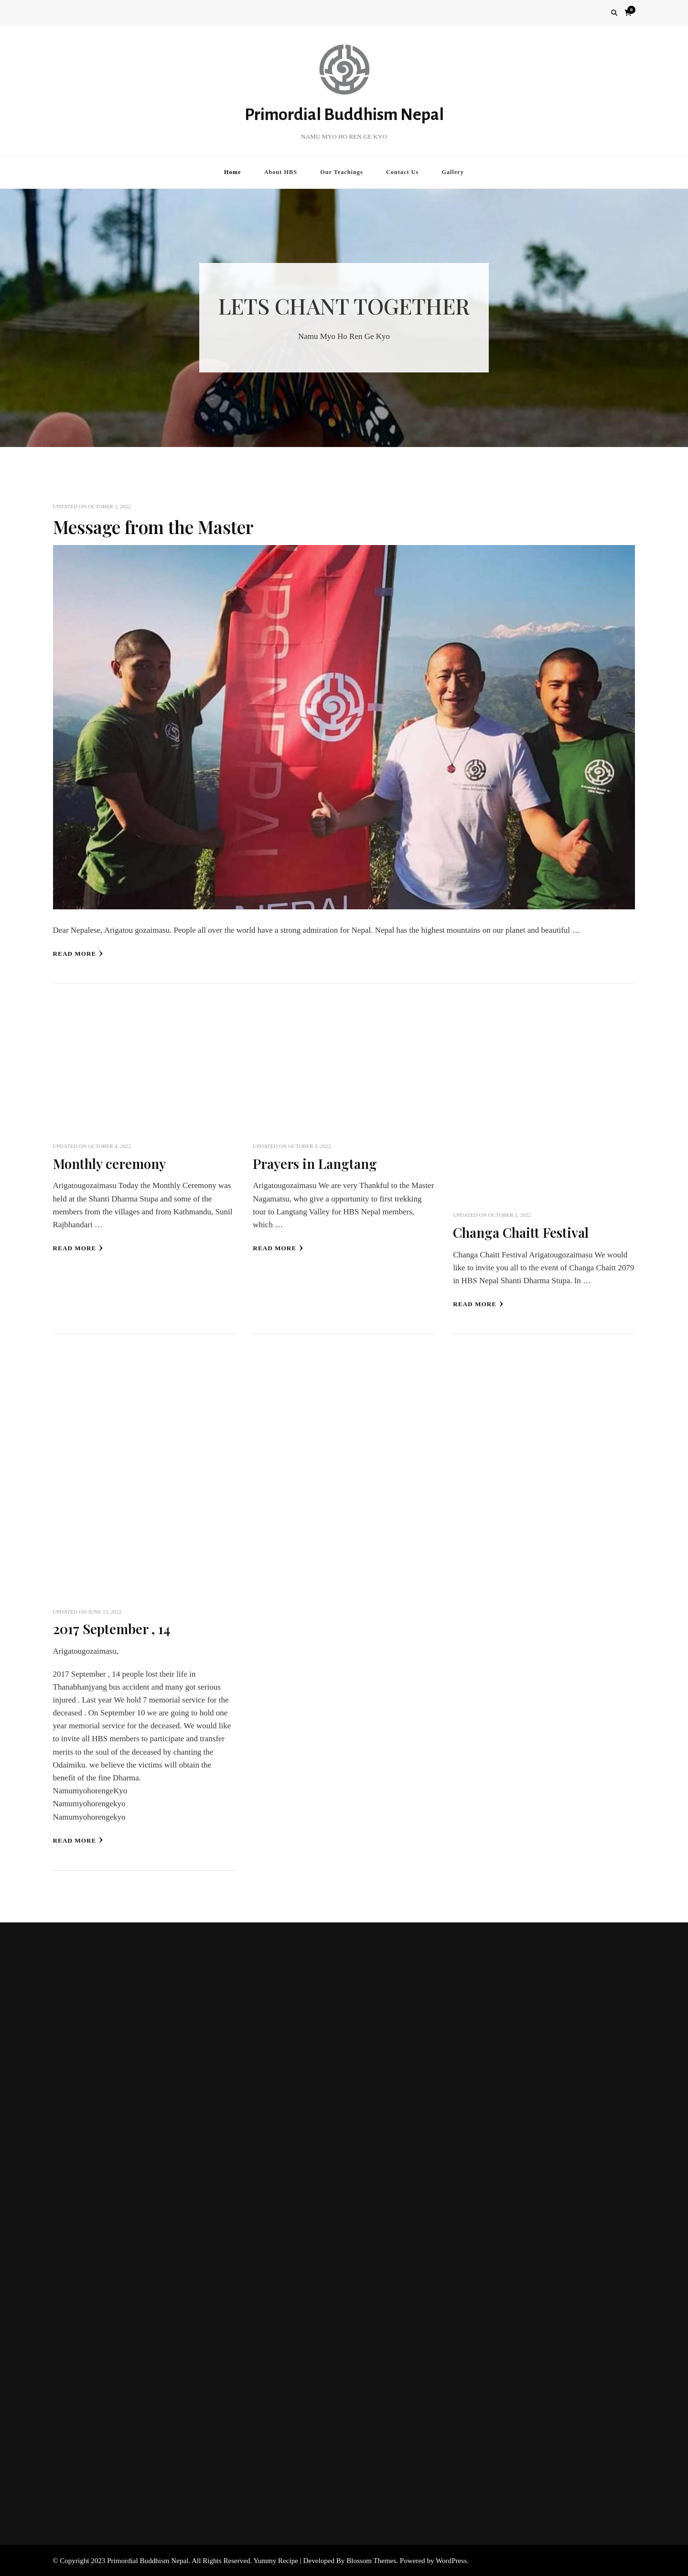 0
Primordial Buddhism Nepal
NAMU MYO HO REN GE KYO
Home About HBS Our Teachings Contact Us Gallery
LETS CHANT TOGETHER
Namu Myo Ho Ren Ge Kyo
UPDATED ON OCTOBER 3, 2022
Message from the Master
NEPAL
NEPAL
Dear Nepalese, Arigatou gozaimasu. People all over the world have a strong admiration for Nepal. Nepal has the highest mountains on our planet and beautiful …
READ MORE
UPDATED ON OCTOBER 4, 2022
Monthly ceremony
Arigatougozaimasu Today the Monthly Ceremony was
held at the Shanti Dharma Stupa and some of the
members from the villages and from Kathmandu, Sunil
Rajbhandari …
READ MORE
UPDATED ON OCTOBER 3, 2022
Prayers in Langtang
Arigatougozaimasu We are very Thankful to the Master
Nagamatsu, who give a opportunity to first trekking
tour to Langtang Valley for HBS Nepal members,
which …
READ MORE
UPDATED ON OCTOBER 2, 2022
Changa Chaitt Festival
Changa Chaitt Festival Arigatougozaimasu We would
like to invite you all to the event of Changa Chaitt 2079
in HBS Nepal Shanti Dharma Stupa. In …
READ MORE
UPDATED ON JUNE 13, 2022
2017 September , 14
Arigatougozaimasu,
2017 September , 14 people lost their life in
Thanabhanjyang bus accident and many got serious
injured . Last year We hold 7 memorial service for the
deceased . On September 10 we are going to hold one
year memorial service for the deceased. We would like
to invite all HBS members to participate and transfer
merits to the soul of the deceased by chanting the
Odaimiku. we believe the victims will obtain the
benefit of the fine Dharma.
NamumyohorengeKyo
Namumyohorengekyo
Namumyohorengekyo
READ MORE
© Copyright 2023 Primordial Buddhism Nepal. All Rights Reserved. Yummy Recipe | Developed By Blossom Themes. Powered by WordPress.